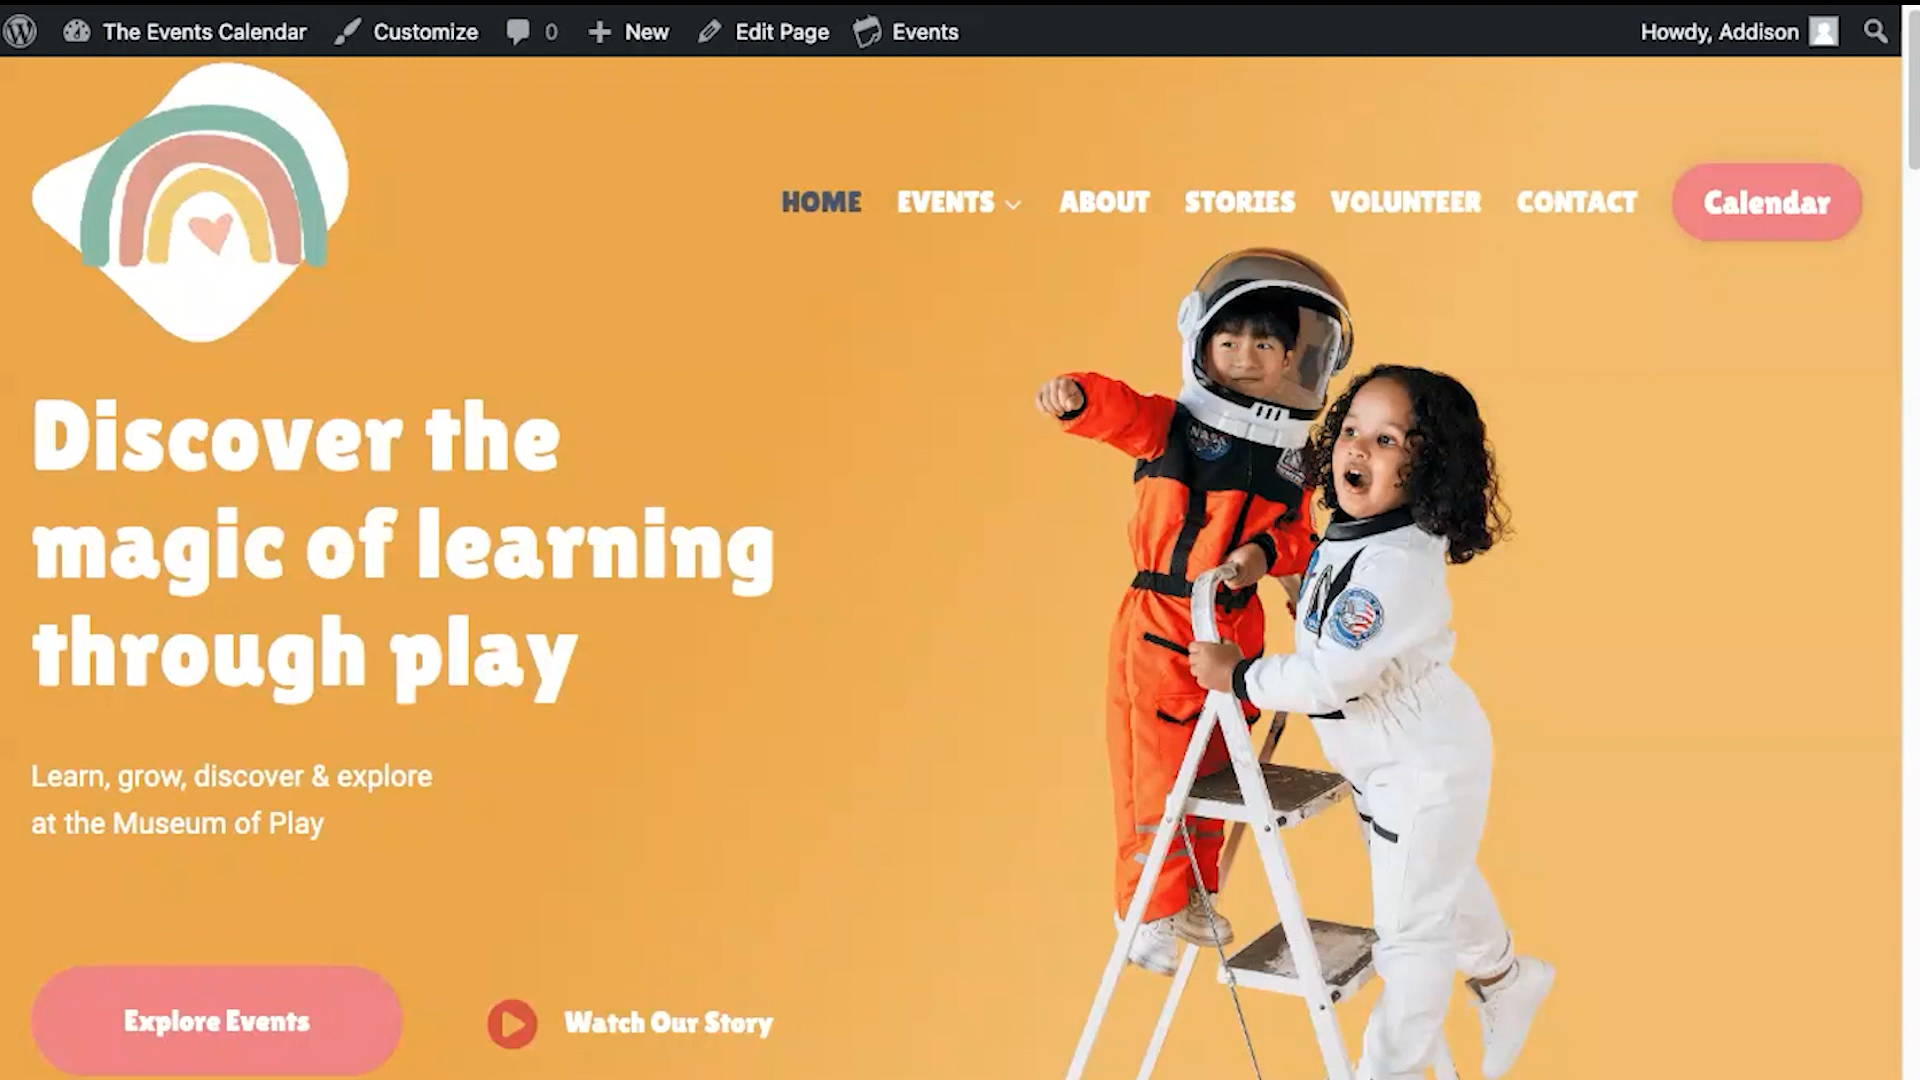 The Events Calendar Customize 0 New Edit Page Events Howdy, Addison
HOME EVENTS ABOUT STORIES VOLUNTEER CONTACT Calendar
NASA
Discover the
magic of learning
through play
Learn, grow, discover & explore
at the Museum of Play
Explore Events
Watch Our Story